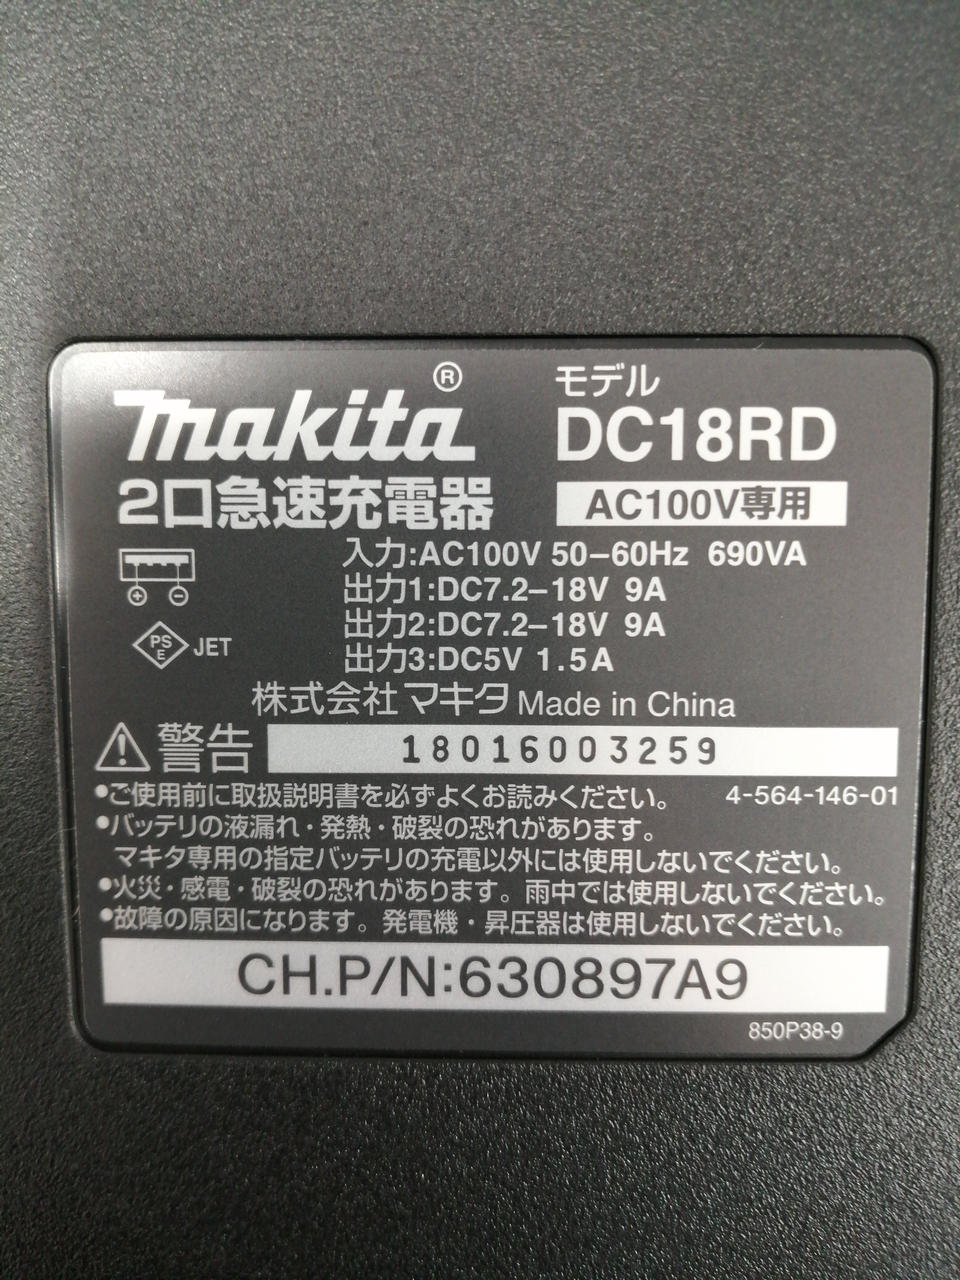 makita®
モデル
DC18RD
2口急速充電器
AC100V専用
入力:AC100V 50–60Hz 690VA
出力1:DC7.2–18V 9A
出力2:DC7.2–18V 9A
出力3:DC5V 1.5A
PS
E
JET
株式会社マキタ Made in China
警告
18016003259
•ご使用前に取扱説明書を必ずよくお読みください。 4-564-146-01
•バッテリの液漏れ・発熱・破裂の恐れがあります。
マキタ専用の指定バッテリの充電以外には使用しないでください。
•火災・感電・破裂の恐れがあります。雨中では使用しないでください。
•故障の原因になります。発電機・昇圧器は使用しないでください。
CH.P/N:630897A9
850P38-9